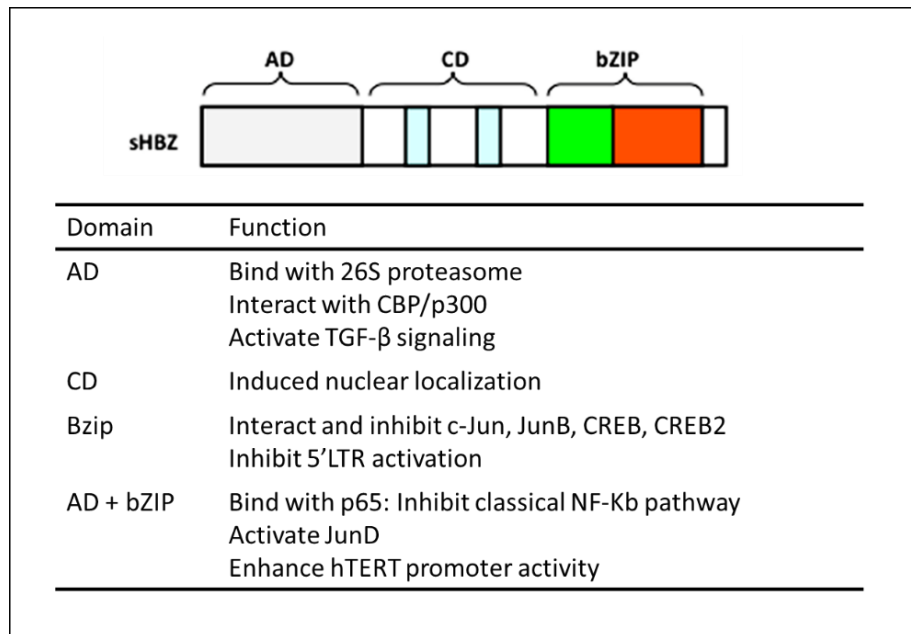 AD CD bZIP
sHBZ
Domain Function
AD Bind with 26S proteasome
Interact with CBP/p300
Activate TGF-β signaling
CD Induced nuclear localization
Bzip Interact and inhibit c-Jun, JunB, CREB, CREB2
Inhibit 5’LTR activation
AD + bZIP Bind with p65: Inhibit classical NF-Kb pathway
Activate JunD
Enhance hTERT promoter activity